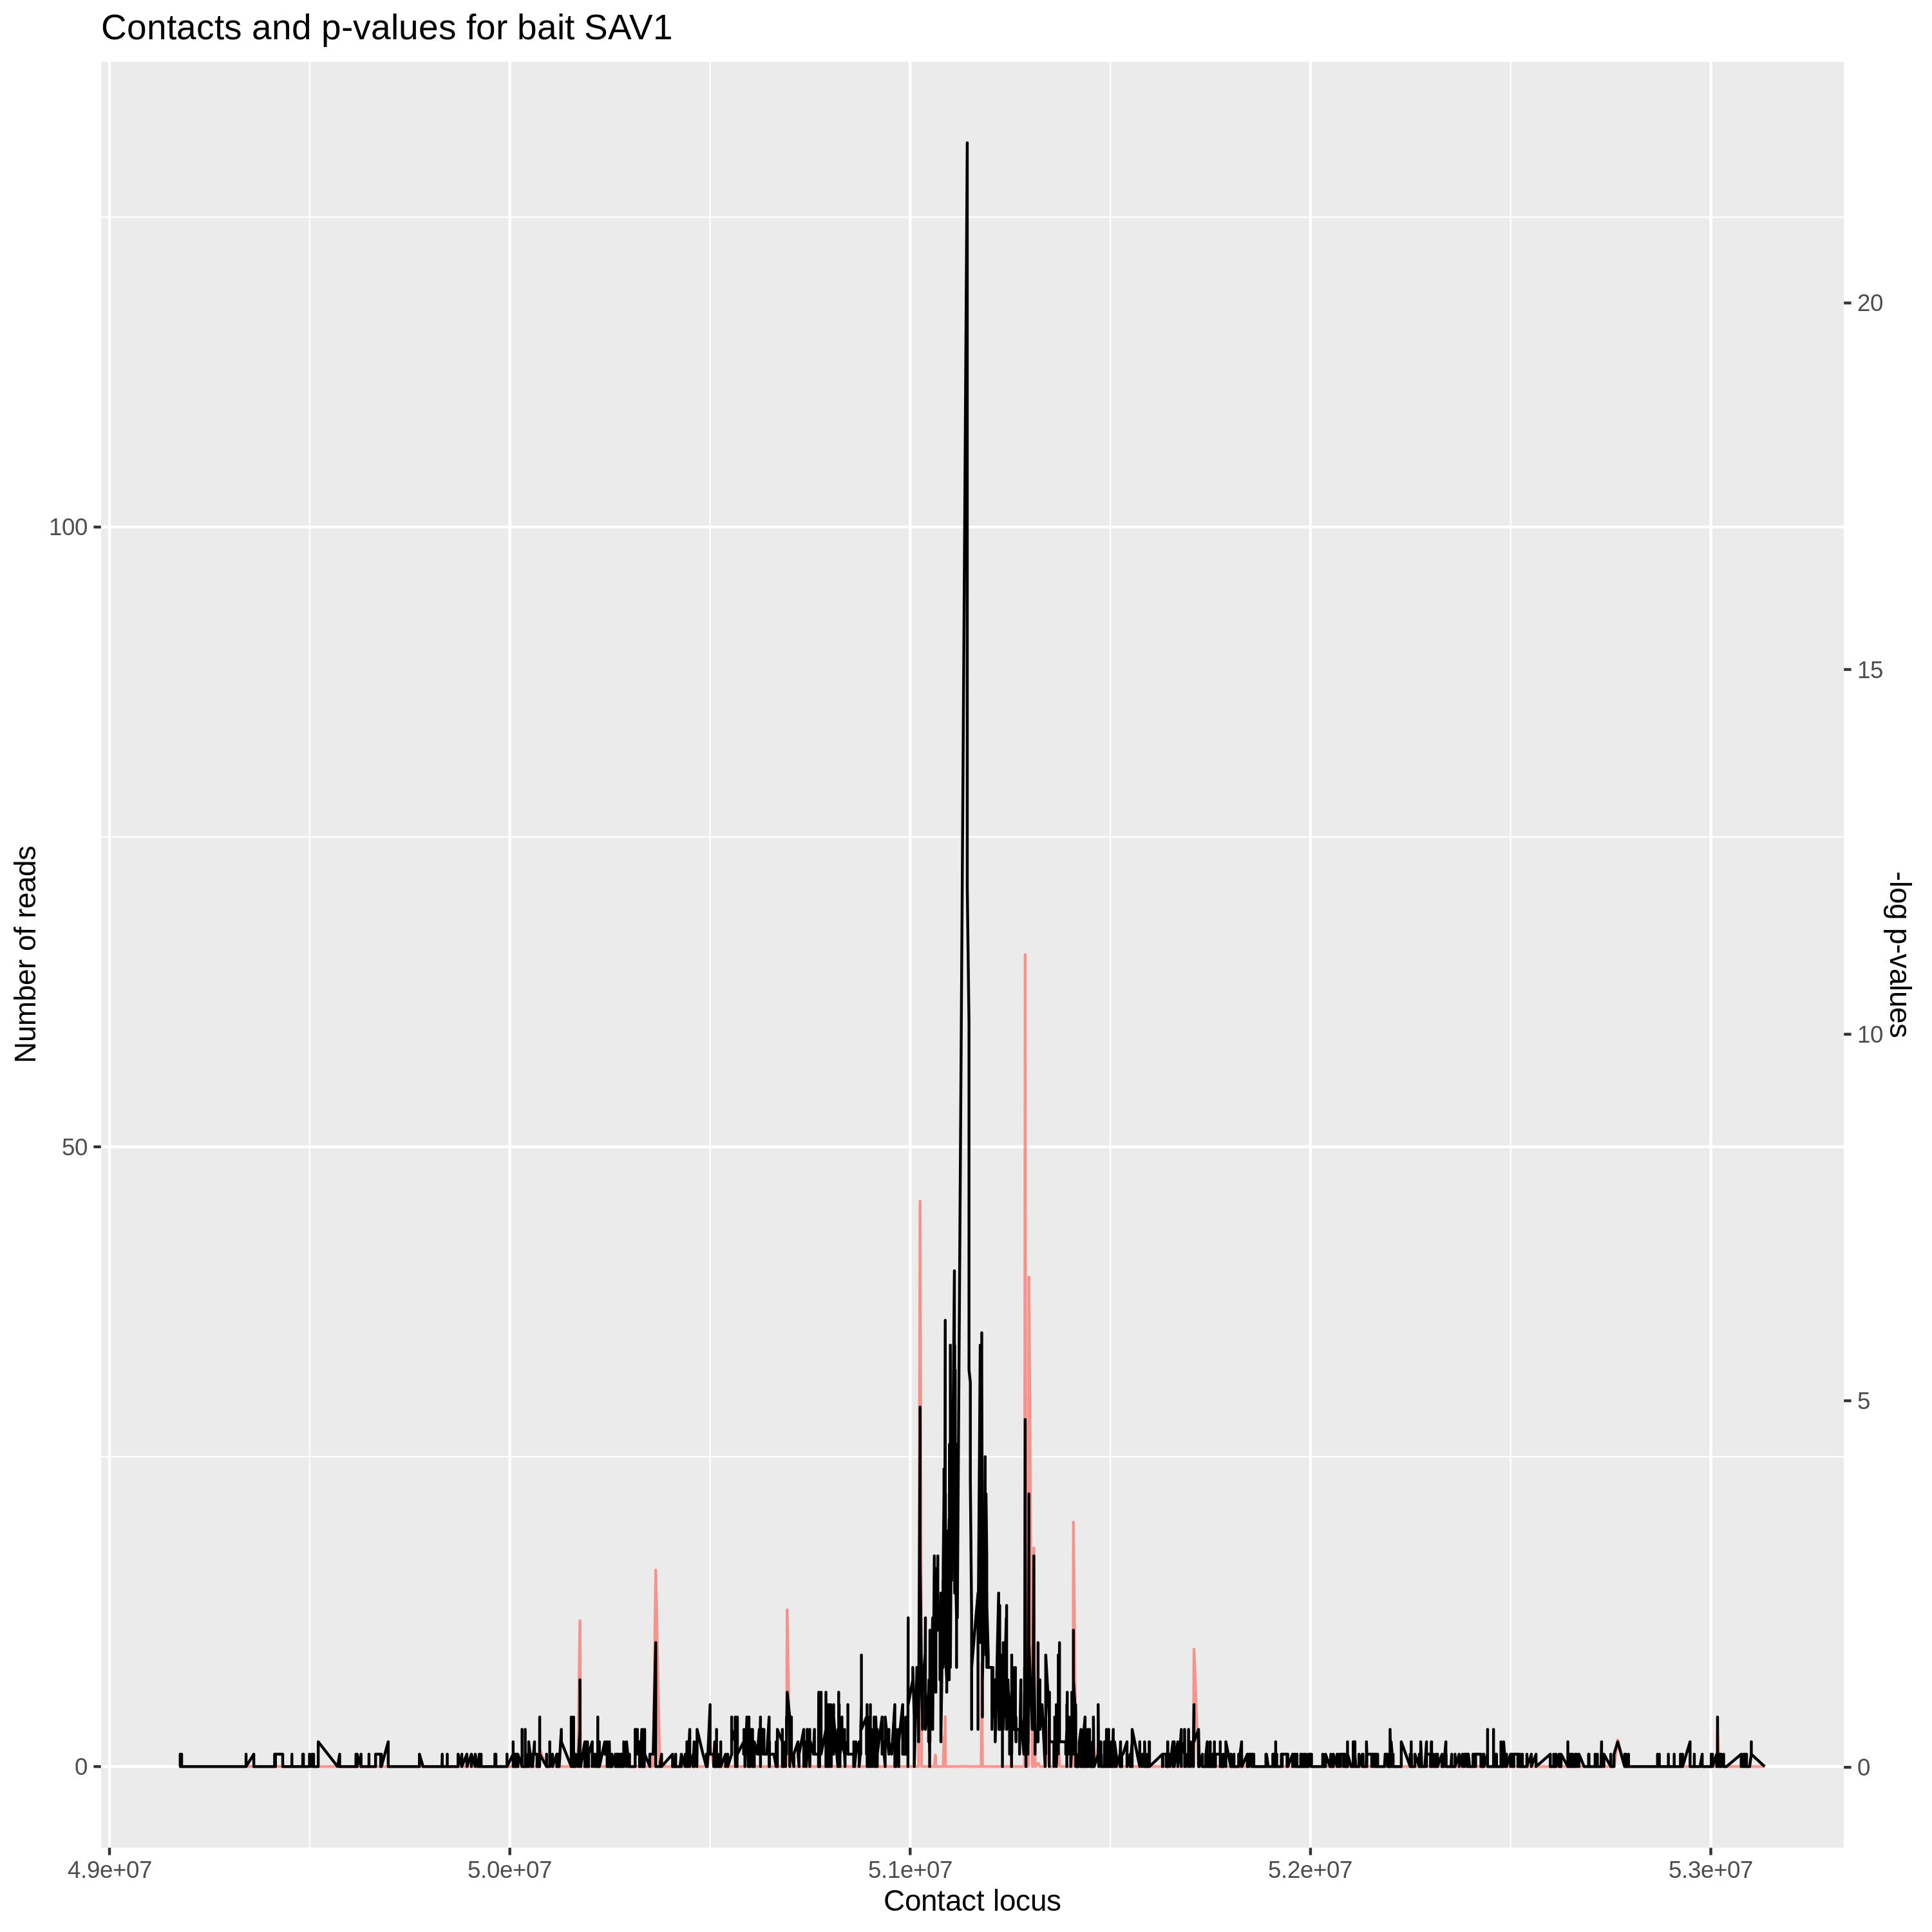 Contacts and p-values for bait SAV1
Number of reads
100
50
0
20
15
10
5
0
-log p-values
4.9e+07
5.0e+07
5.1e+07
5.2e+07
5.3e+07
Contact locus